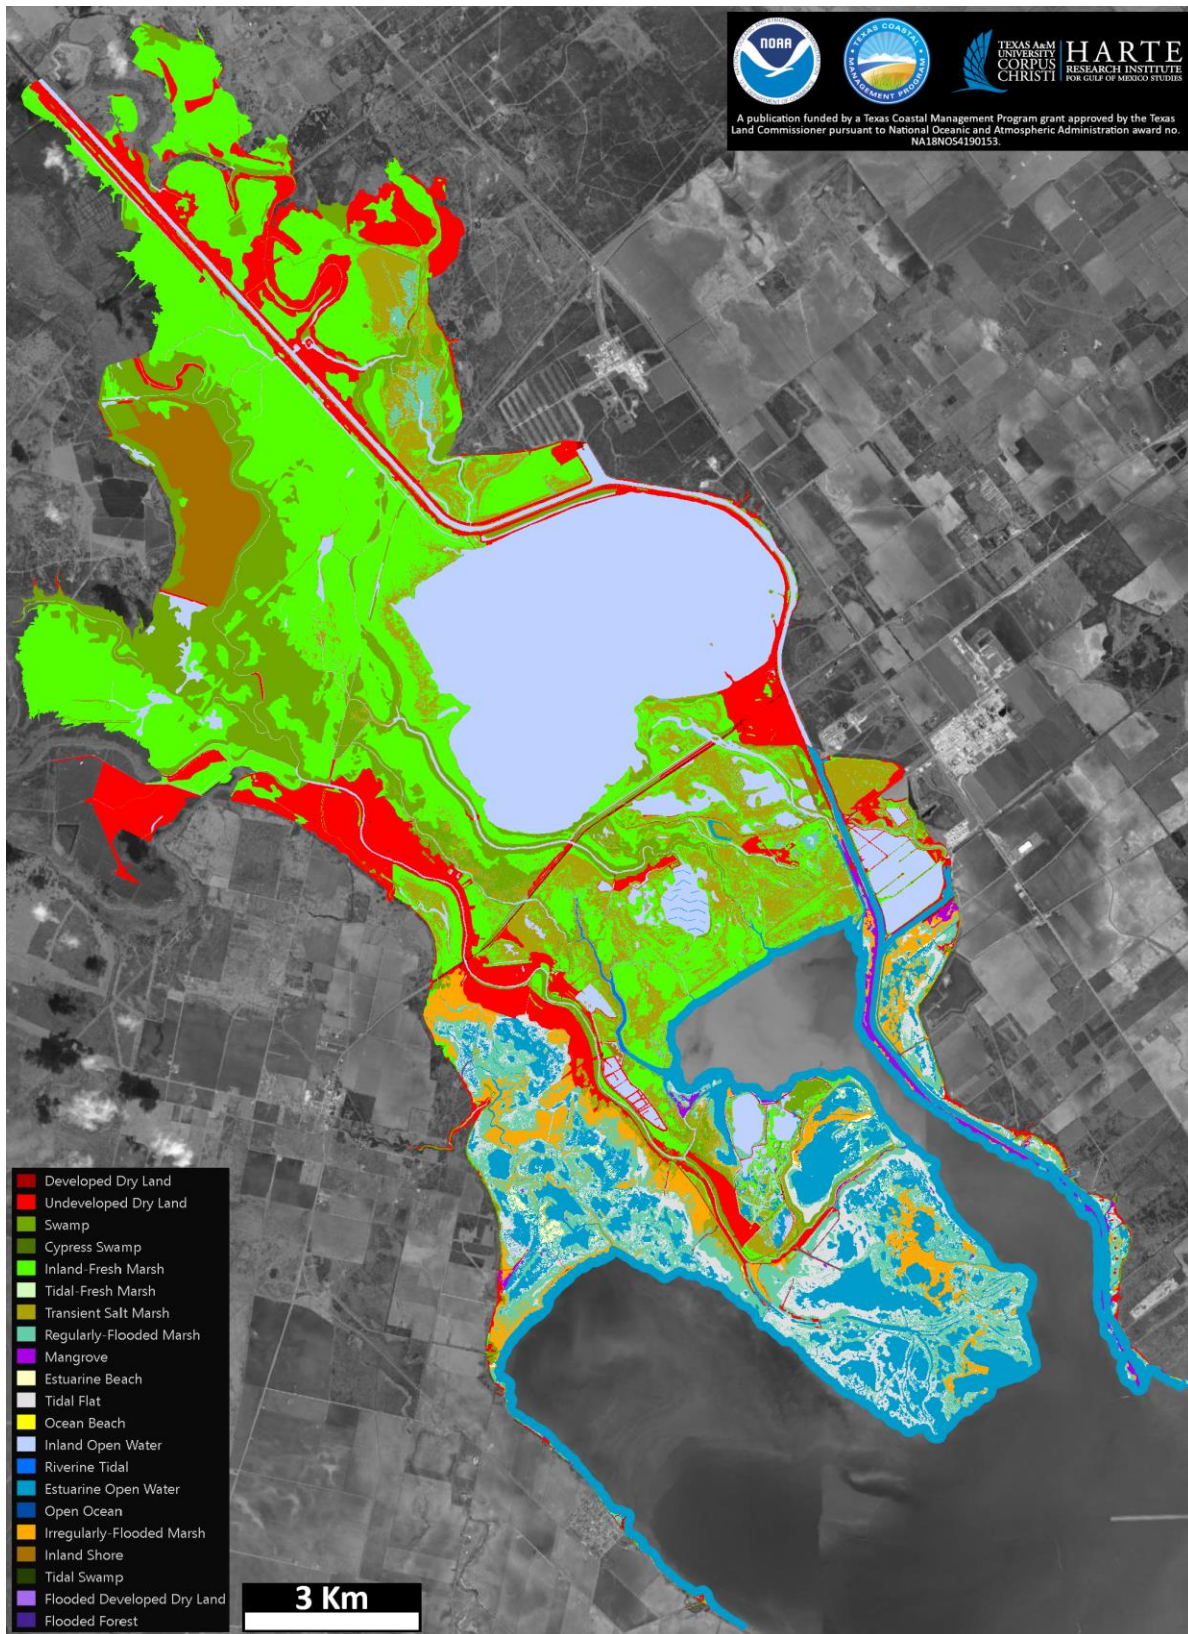 NOAA
TEXAS COASTAL
MANAGEMENT PROGRAM
TEXAS A&M
UNIVERSITY
CORPUS
CHRISTI
HARTE
RESEARCH INSTITUTE
FOR GULF OF MEXICO STUDIES
A publication funded by a Texas Coastal Management Program grant approved by the Texas
Land Commissioner pursuant to National Oceanic and Atmospheric Administration award no.
NA18NOS4190153.
Developed Dry Land
Undeveloped Dry Land
Swamp
Cypress Swamp
Inland-Fresh Marsh
Tidal-Fresh Marsh
Transient Salt Marsh
Regularly-Flooded Marsh
Mangrove
Estuarine Beach
Tidal Flat
Ocean Beach
Inland Open Water
Riverine Tidal
Estuarine Open Water
Open Ocean
Irregularly-Flooded Marsh
Inland Shore
Tidal Swamp
Flooded Developed Dry Land
Flooded Forest
3 Km